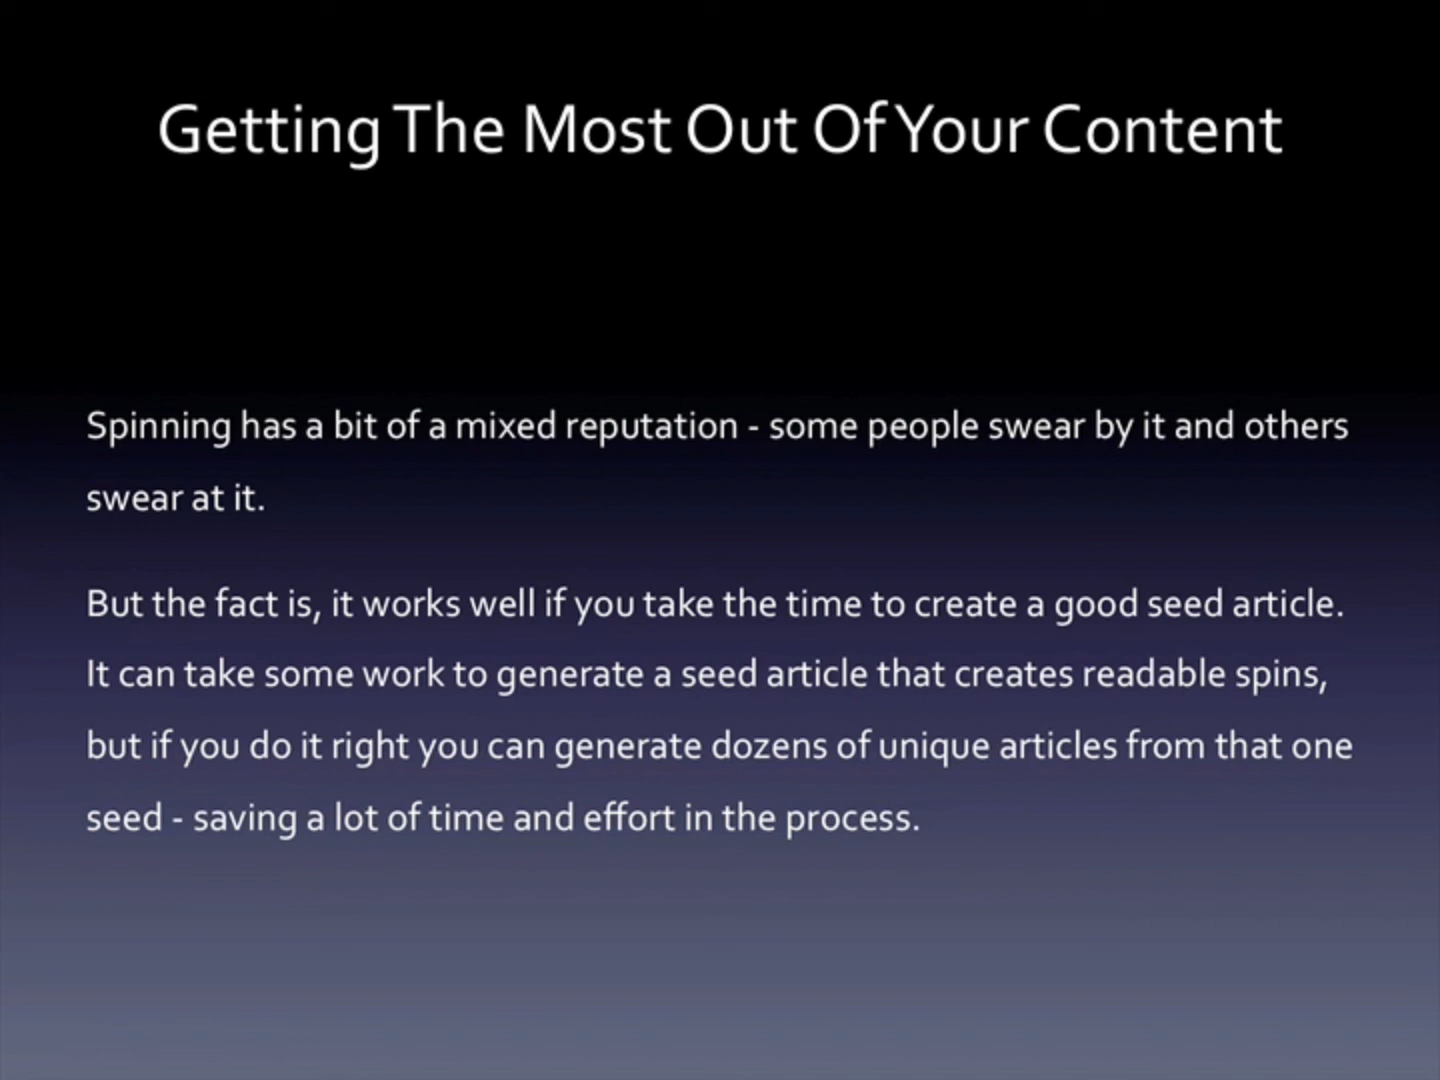 Getting The Most Out Of Your Content
Spinning has a bit of a mixed reputation - some people swear by it and others
swear at it.
But the fact is, it works well if you take the time to create a good seed article.
It can take some work to generate a seed article that creates readable spins,
but if you do it right you can generate dozens of unique articles from that one
seed - saving a lot of time and effort in the process.